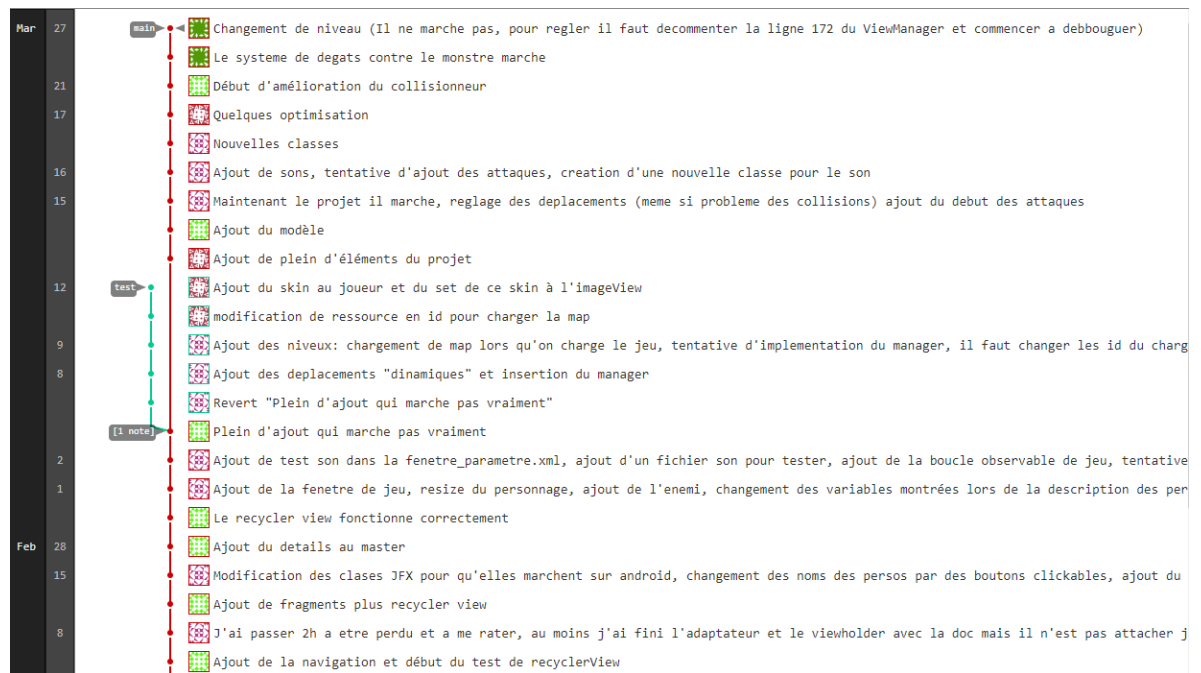 Mar 27 main Changement de niveau (Il ne marche pas, pour regler il faut decommenter la ligne 172 du ViewManager et commencer a debbouguer)
Le systeme de degats contre le monstre marche
21 Début d'amélioration du collisionneur
17 Quelques optimisation
Nouvelles classes
16 Ajout de sons, tentative d'ajout des attaques, creation d'une nouvelle classe pour le son
15 Maintenant le projet il marche, reglage des deplacements (meme si probleme des collisions) ajout du debut des attaques
Ajout du modèle
Ajout de plein d'éléments du projet
12 test Ajout du skin au joueur et du set de ce skin à l'imageView
modification de ressource en id pour charger la map
9 Ajout des niveux: chargement de map lors qu'on charge le jeu, tentative d'implementation du manager, il faut changer les id du charg
8 Ajout des deplacements "dinamiques" et insertion du manager
Revert "Plein d'ajout qui marche pas vraiment"
[1 note] Plein d'ajout qui marche pas vraiment
2 Ajout de test son dans la fenetre_parametre.xml, ajout d'un fichier son pour tester, ajout de la boucle observable de jeu, tentative
1 Ajout de la fenetre de jeu, resize du personnage, ajout de l'enemi, changement des variables montrées lors de la description des per
Le recycler view fonctionne correctement
Feb 28 Ajout du details au master
15 Modification des clases JFX pour qu'elles marchent sur android, changement des noms des persos par des boutons clickables, ajout du
Ajout de fragments plus recycler view
8 J'ai passer 2h a etre perdu et a me rater, au moins j'ai fini l'adaptateur et le viewholder avec la doc mais il n'est pas attacher j
Ajout de la navigation et début du test de recyclerView